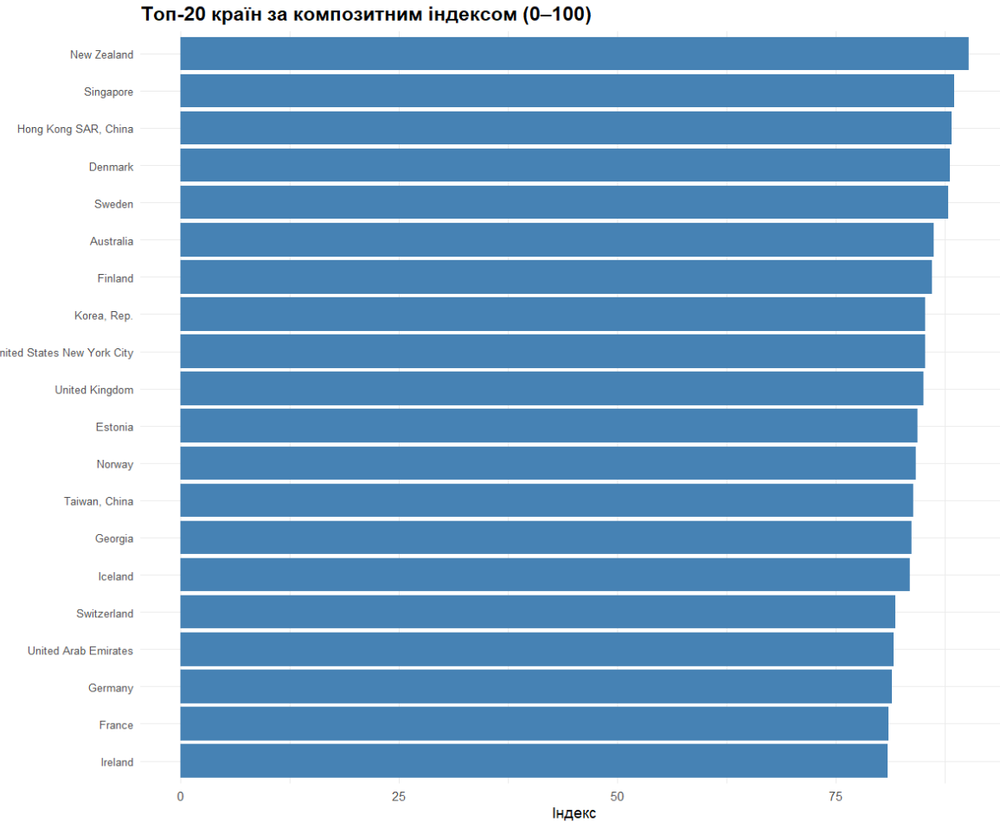 Топ-20 країн за композитним індексом (0–100)
New Zealand
Singapore
Hong Kong SAR, China
Denmark
Sweden
Australia
Finland
Korea, Rep.
nited States New York City
United Kingdom
Estonia
Norway
Taiwan, China
Georgia
Iceland
Switzerland
United Arab Emirates
Germany
France
Ireland
0 25 50 75
Індекс